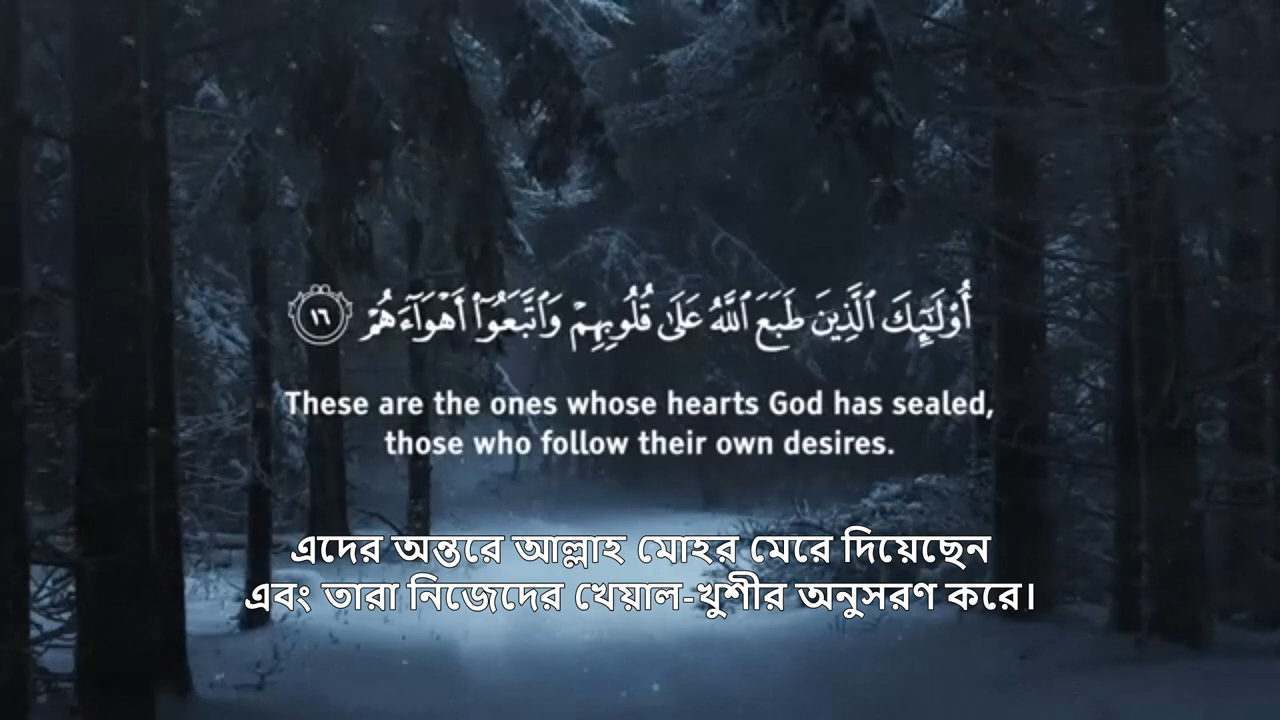 أُو۟لَـٰٓئِكَ ٱلَّذِينَ طَبَعَ ٱللَّهُ عَلَىٰ قُلُوبِهِمْ وَٱتَّبَعُوٓا۟ أَهْوَآءَهُمْ ١٦
These are the ones whose hearts God has sealed,
those who follow their own desires.
এদের অন্তরে আল্লাহ মোহর মেরে দিয়েছেন
এবং তারা নিজেদের খেয়াল-খুশীর অনুসরণ করে।